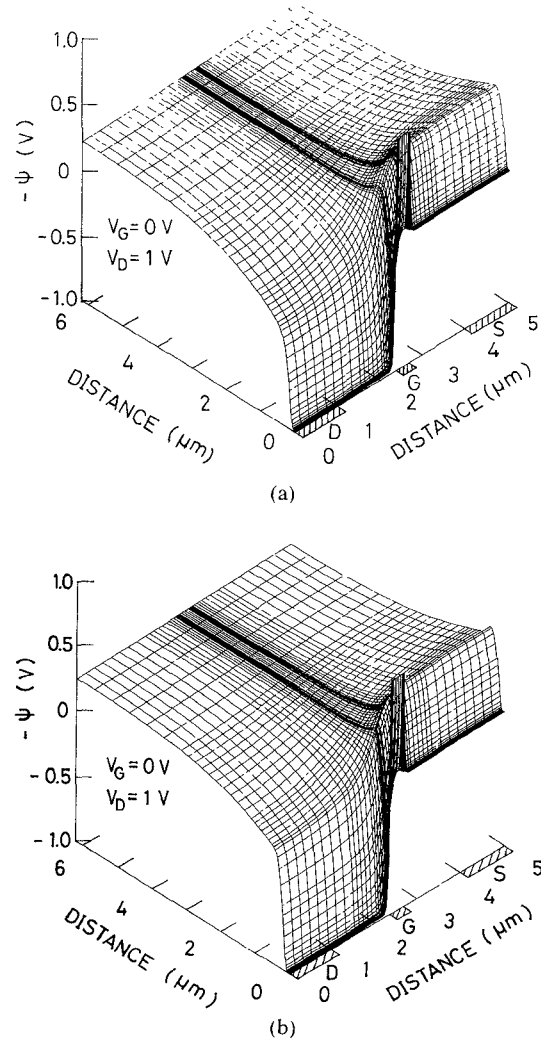 1.0
0.5
0
-0.5
-1.0
-ψ (V)
V_G = 0 V
V_D = 1 V
6
4
2
0
DISTANCE (μm)
D
G
S
0
1
2
3
4
5
DISTANCE (μm)
(a)
1.0
0.5
0
-0.5
-1.0
-ψ (V)
V_G = 0V
V_D = 1V
6
4
2
0
DISTANCE (μm)
D
G
S
0
1
2
3
4
5
DISTANCE (μm)
(b)